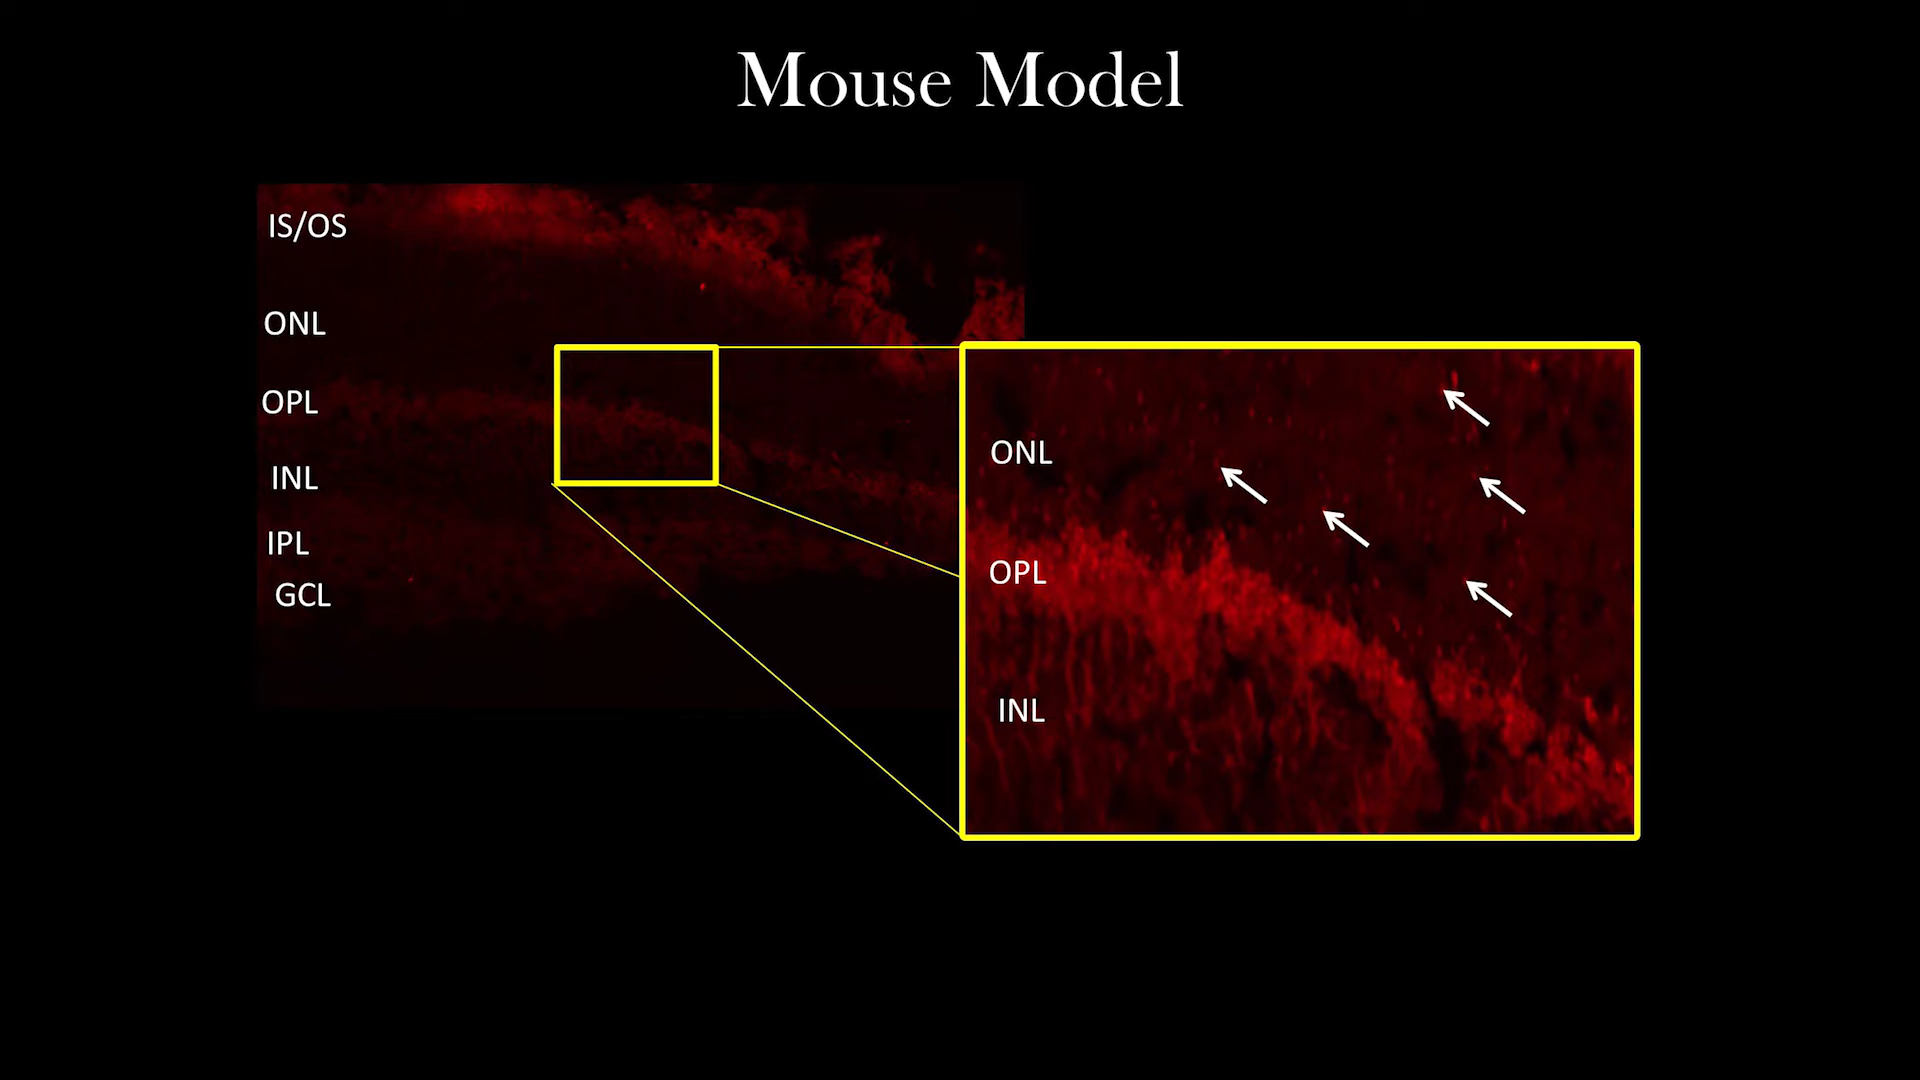 Mouse Model
IS/OS
ONL
OPL
INL
IPL
GCL
ONL
OPL
INL